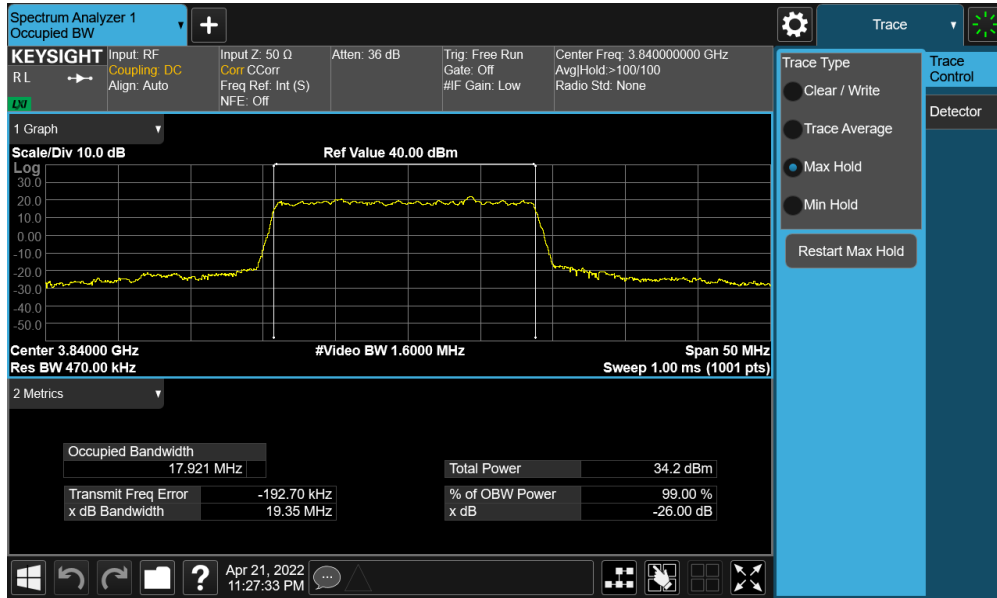 Spectrum Analyzer 1
Occupied BW
+
Trace
KEYSIGHT Input: RF Input Z: 50 Ω Atten: 36 dB Trig: Free Run Center Freq: 3.840000000 GHz
RL Coupling: DC Corr CCorr Gate: Off Avg|Hold:>100/100
Align: Auto Freq Ref: Int (S) #IF Gain: Low Radio Std: None
LXI NFE: Off
1 Graph
Scale/Div 10.0 dB Ref Value 40.00 dBm
Log
30.0
20.0
10.0
0.00
-10.0
-20.0
-30.0
-40.0
-50.0
Center 3.84000 GHz #Video BW 1.6000 MHz Span 50 MHz
Res BW 470.00 kHz Sweep 1.00 ms (1001 pts)
2 Metrics
Occupied Bandwidth
17.921 MHz Total Power 34.2 dBm
Transmit Freq Error -192.70 kHz % of OBW Power 99.00 %
x dB Bandwidth 19.35 MHz x dB -26.00 dB
Trace Type
Clear / Write
Trace Average
Max Hold
Min Hold
Restart Max Hold
Trace
Control
Detector
? Apr 21, 2022
11:27:33 PM